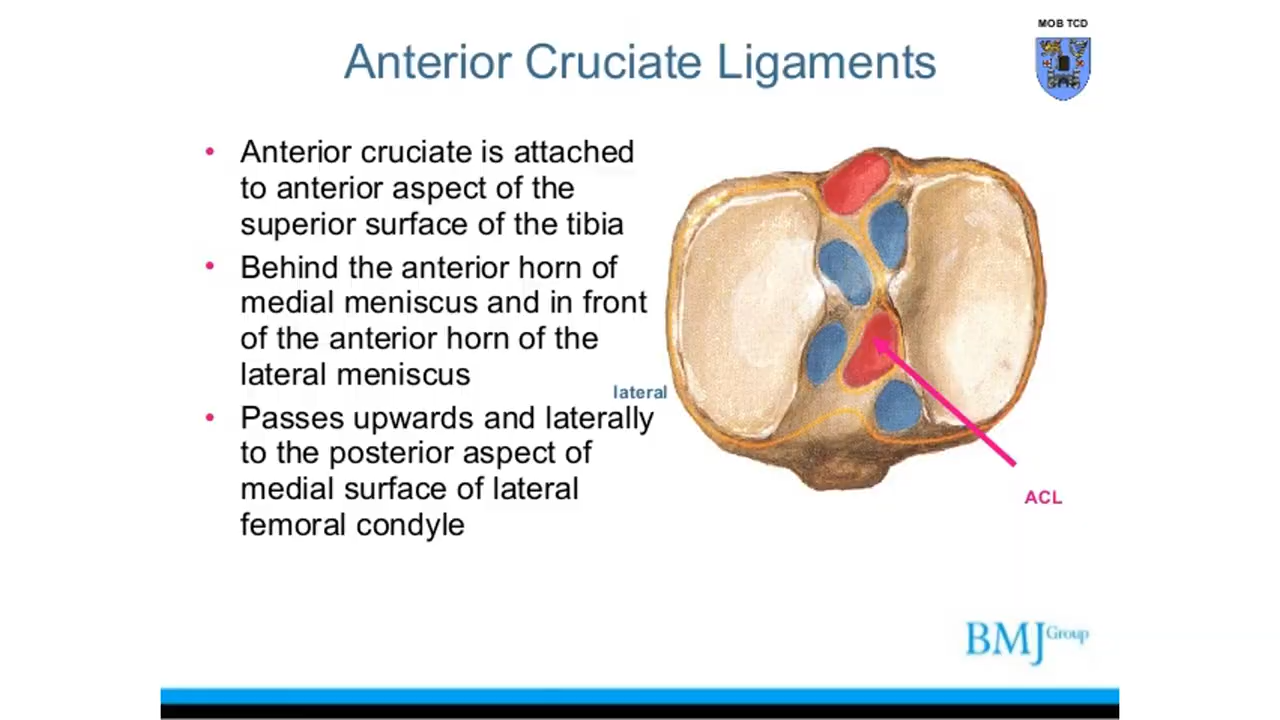 MOB TCD
Anterior Cruciate Ligaments
• Anterior cruciate is attached
to anterior aspect of the
superior surface of the tibia
• Behind the anterior horn of
medial meniscus and in front
of the anterior horn of the
lateral meniscus
• Passes upwards and laterally
to the posterior aspect of
medial surface of lateral
femoral condyle
lateral
ACL
BMJ Group